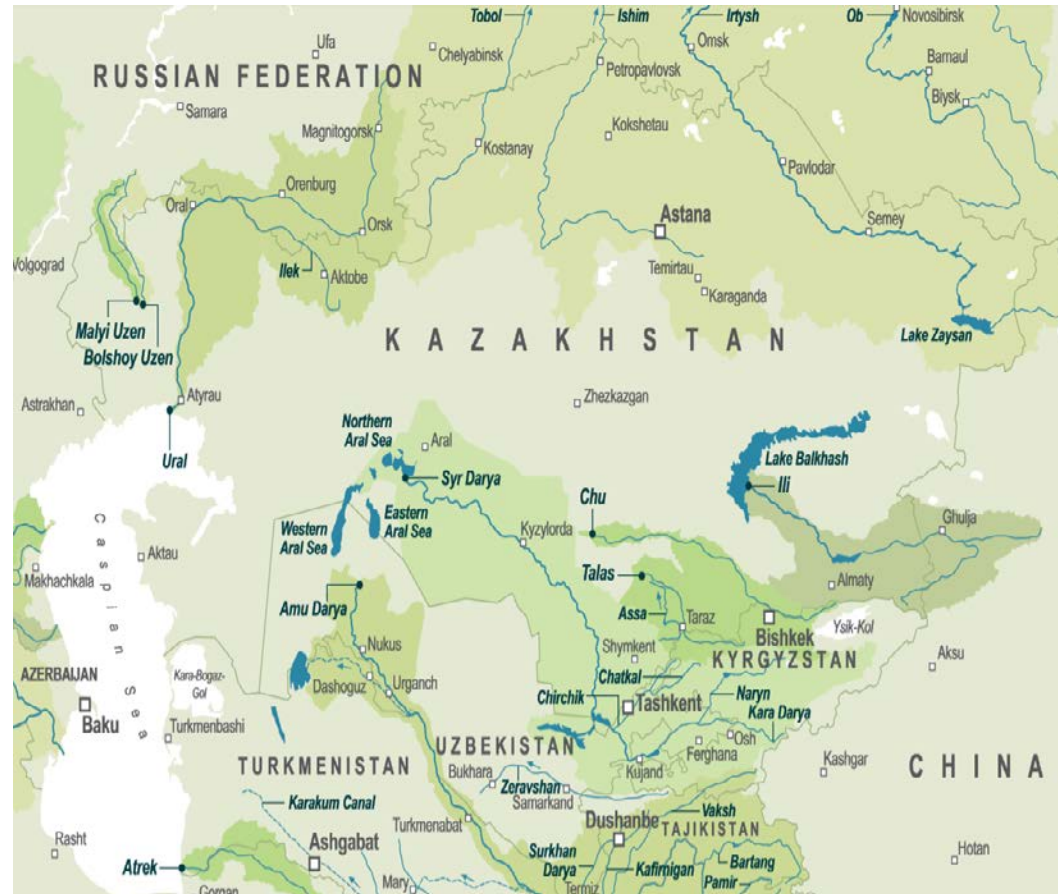 Tobol
Ishim
Irtysh
Ob
Novosibirsk
Ufa
Chelyabinsk
Omsk
Petropavlovsk
Barnaul
RUSSIAN FEDERATION
Samara
Biysk
Magnitogorsk
Kokshetau
Kostanay
Pavlodar
Orenburg
Oral
Orsk
Astana
Semey
Volgograd
Ilek
Aktobe
Temirtau
Karaganda
Malyi Uzen
Bolshoy Uzen
Lake Zaysan
KAZAKHSTAN
Astrakhan
Atyrau
Zhezkazgan
Northern
Aral Sea
Aral
Ural
Lake Balkhash
Syr Darya
Ili
Chu
Ghulja
Western
Aral Sea
Eastern
Aral Sea
Kyzylorda
Caspian Sea
Aktau
Makhachkala
Talas
Almaty
Amu Darya
Assa
Taraz
Bishkek
Ysik-Kol
Nukus
Shymkent
KYRGYZSTAN
Aksu
AZERBAIJAN
Kara-Bogaz-
Gol
Dashoguz
Urganch
Chatkal
Naryn
Baku
Chirchik
Tashkent
Kara Darya
Turkmenbashi
UZBEKISTAN
Osh
Ferghana
Kashgar
CHINA
TURKMENISTAN
Bukhara
Kujand
Zeravshan
Samarkand
Karakum Canal
Vaksh
Turkmenabat
Dushanbe
TAJIKISTAN
Rasht
Ashgabat
Surkhan
Darya
Kafirnigan
Bartang
Hotan
Atrek
Mary
Termiz
Pamir
Gorgan